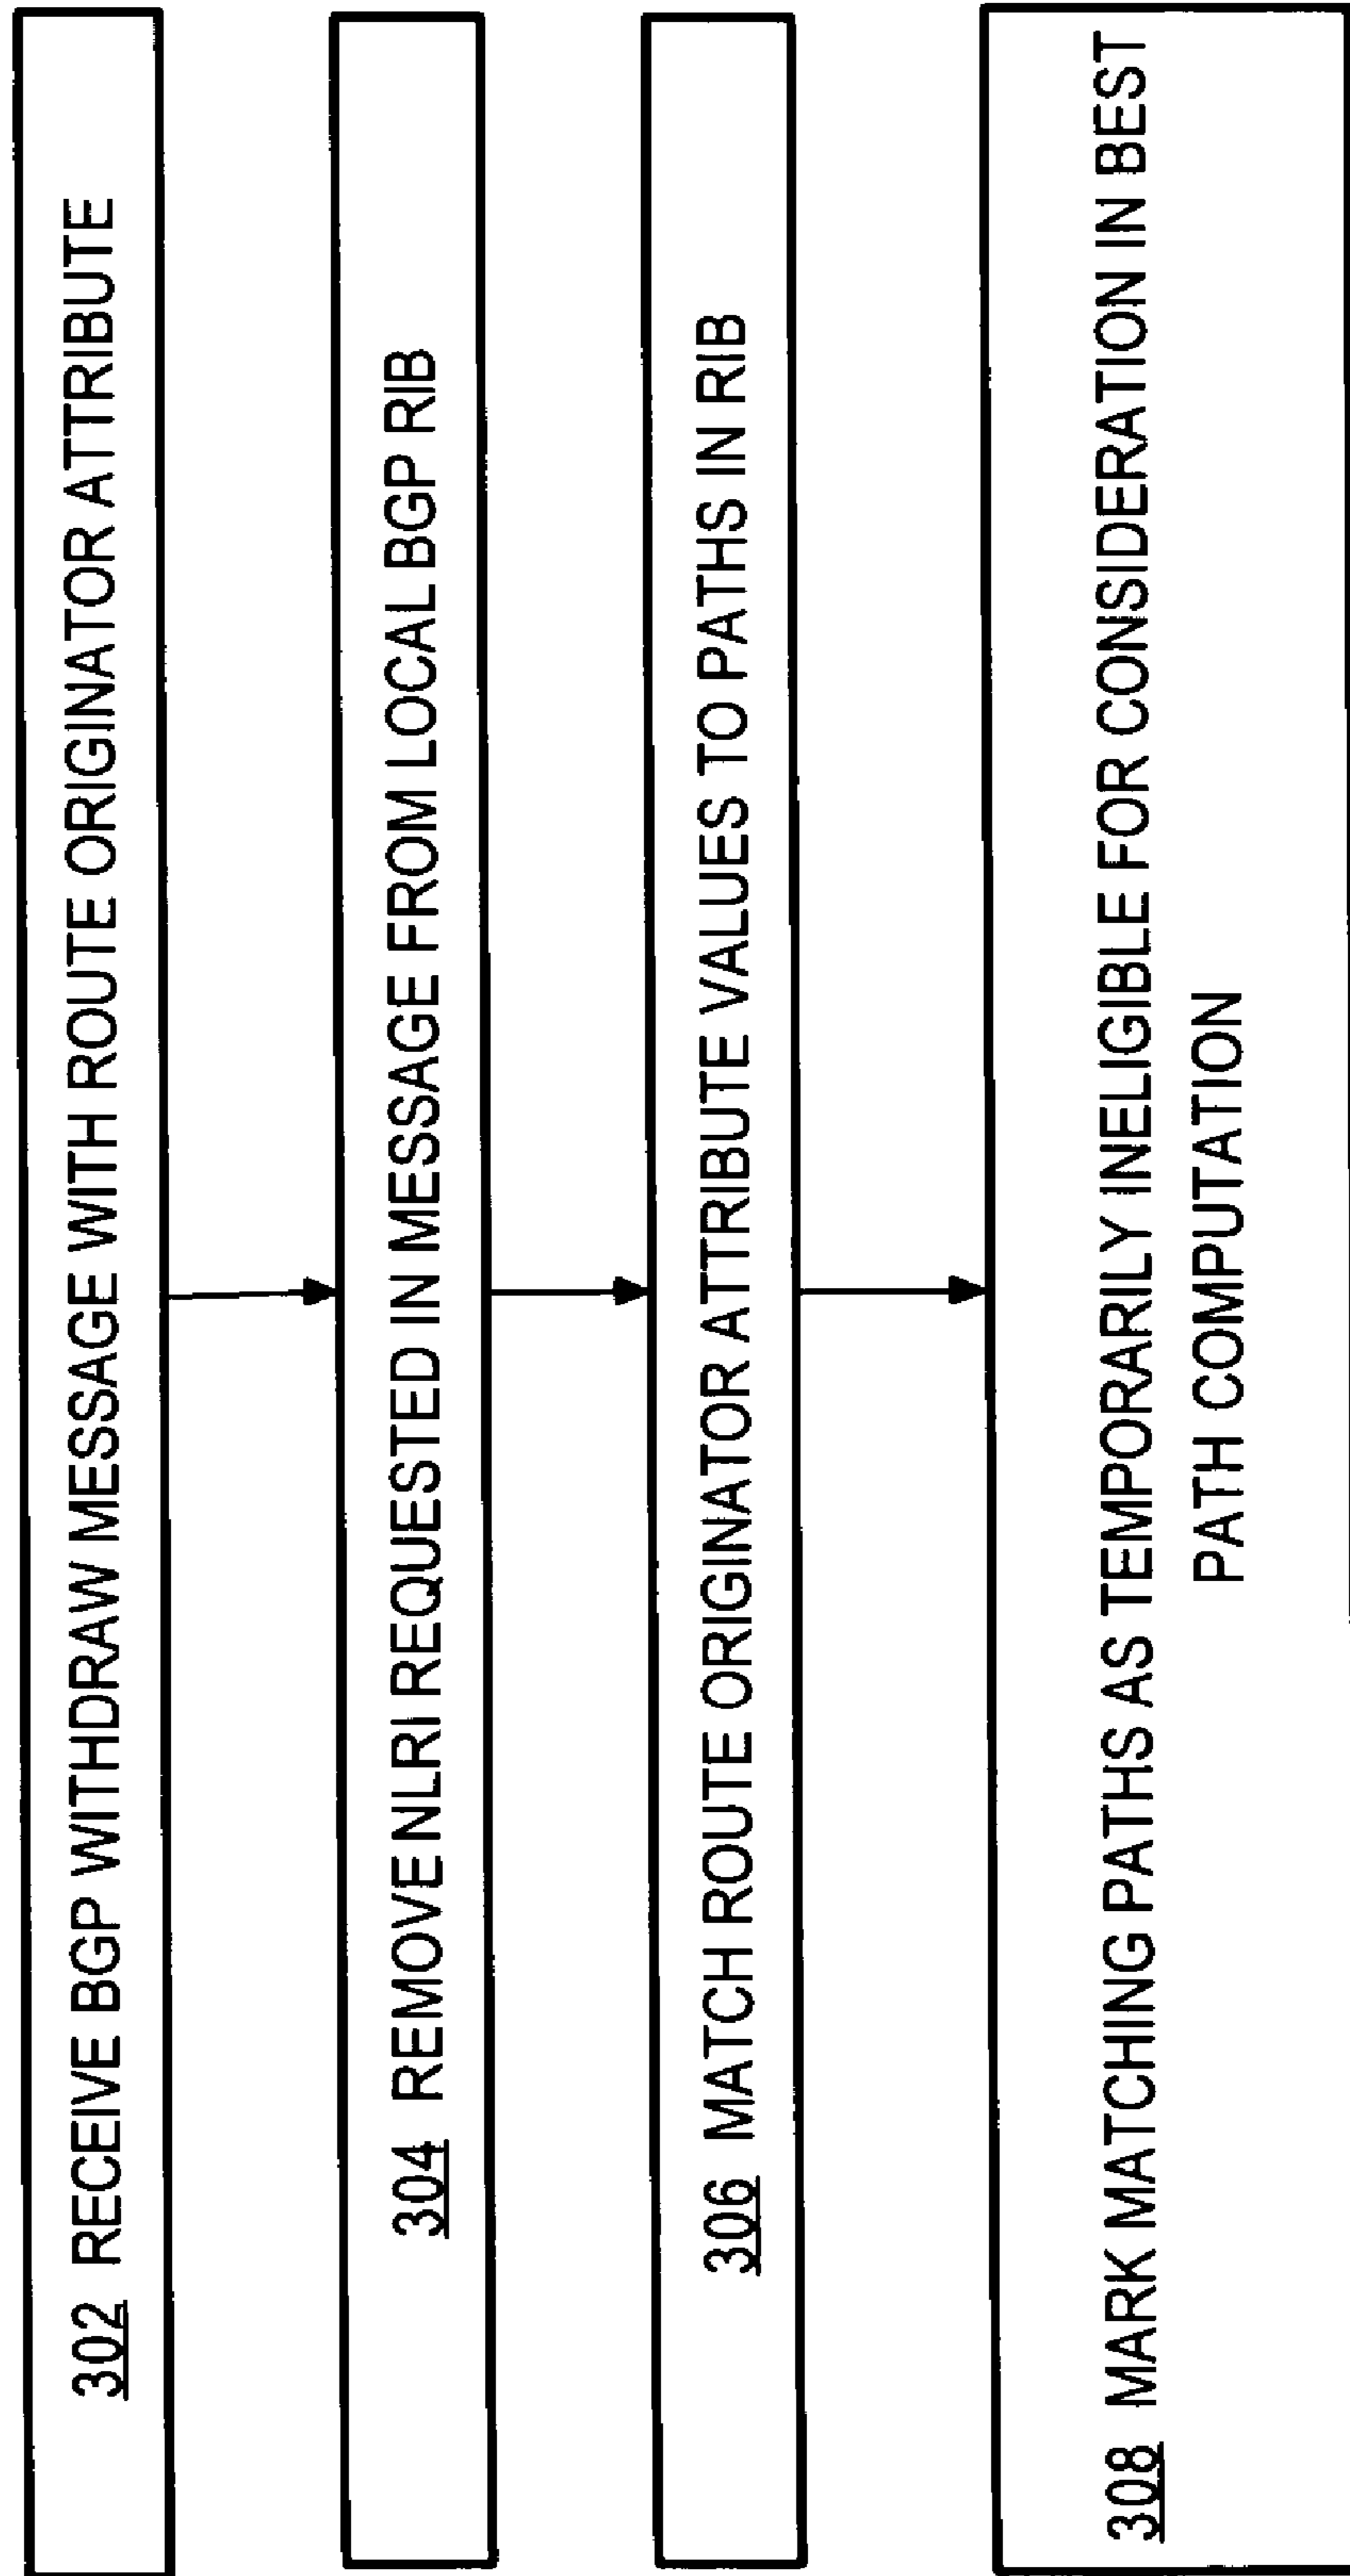 302 RECEIVE BGP WITHDRAW MESSAGE WITH ROUTE ORIGINATOR ATTRIBUTE
304 REMOVE NLRI REQUESTED IN MESSAGE FROM LOCAL BGP RIB
306 MATCH ROUTE ORIGINATOR ATTRIBUTE VALUES TO PATHS IN RIB
308 MARK MATCHING PATHS AS TEMPORARILY INELIGIBLE FOR CONSIDERATION IN BEST
PATH COMPUTATION